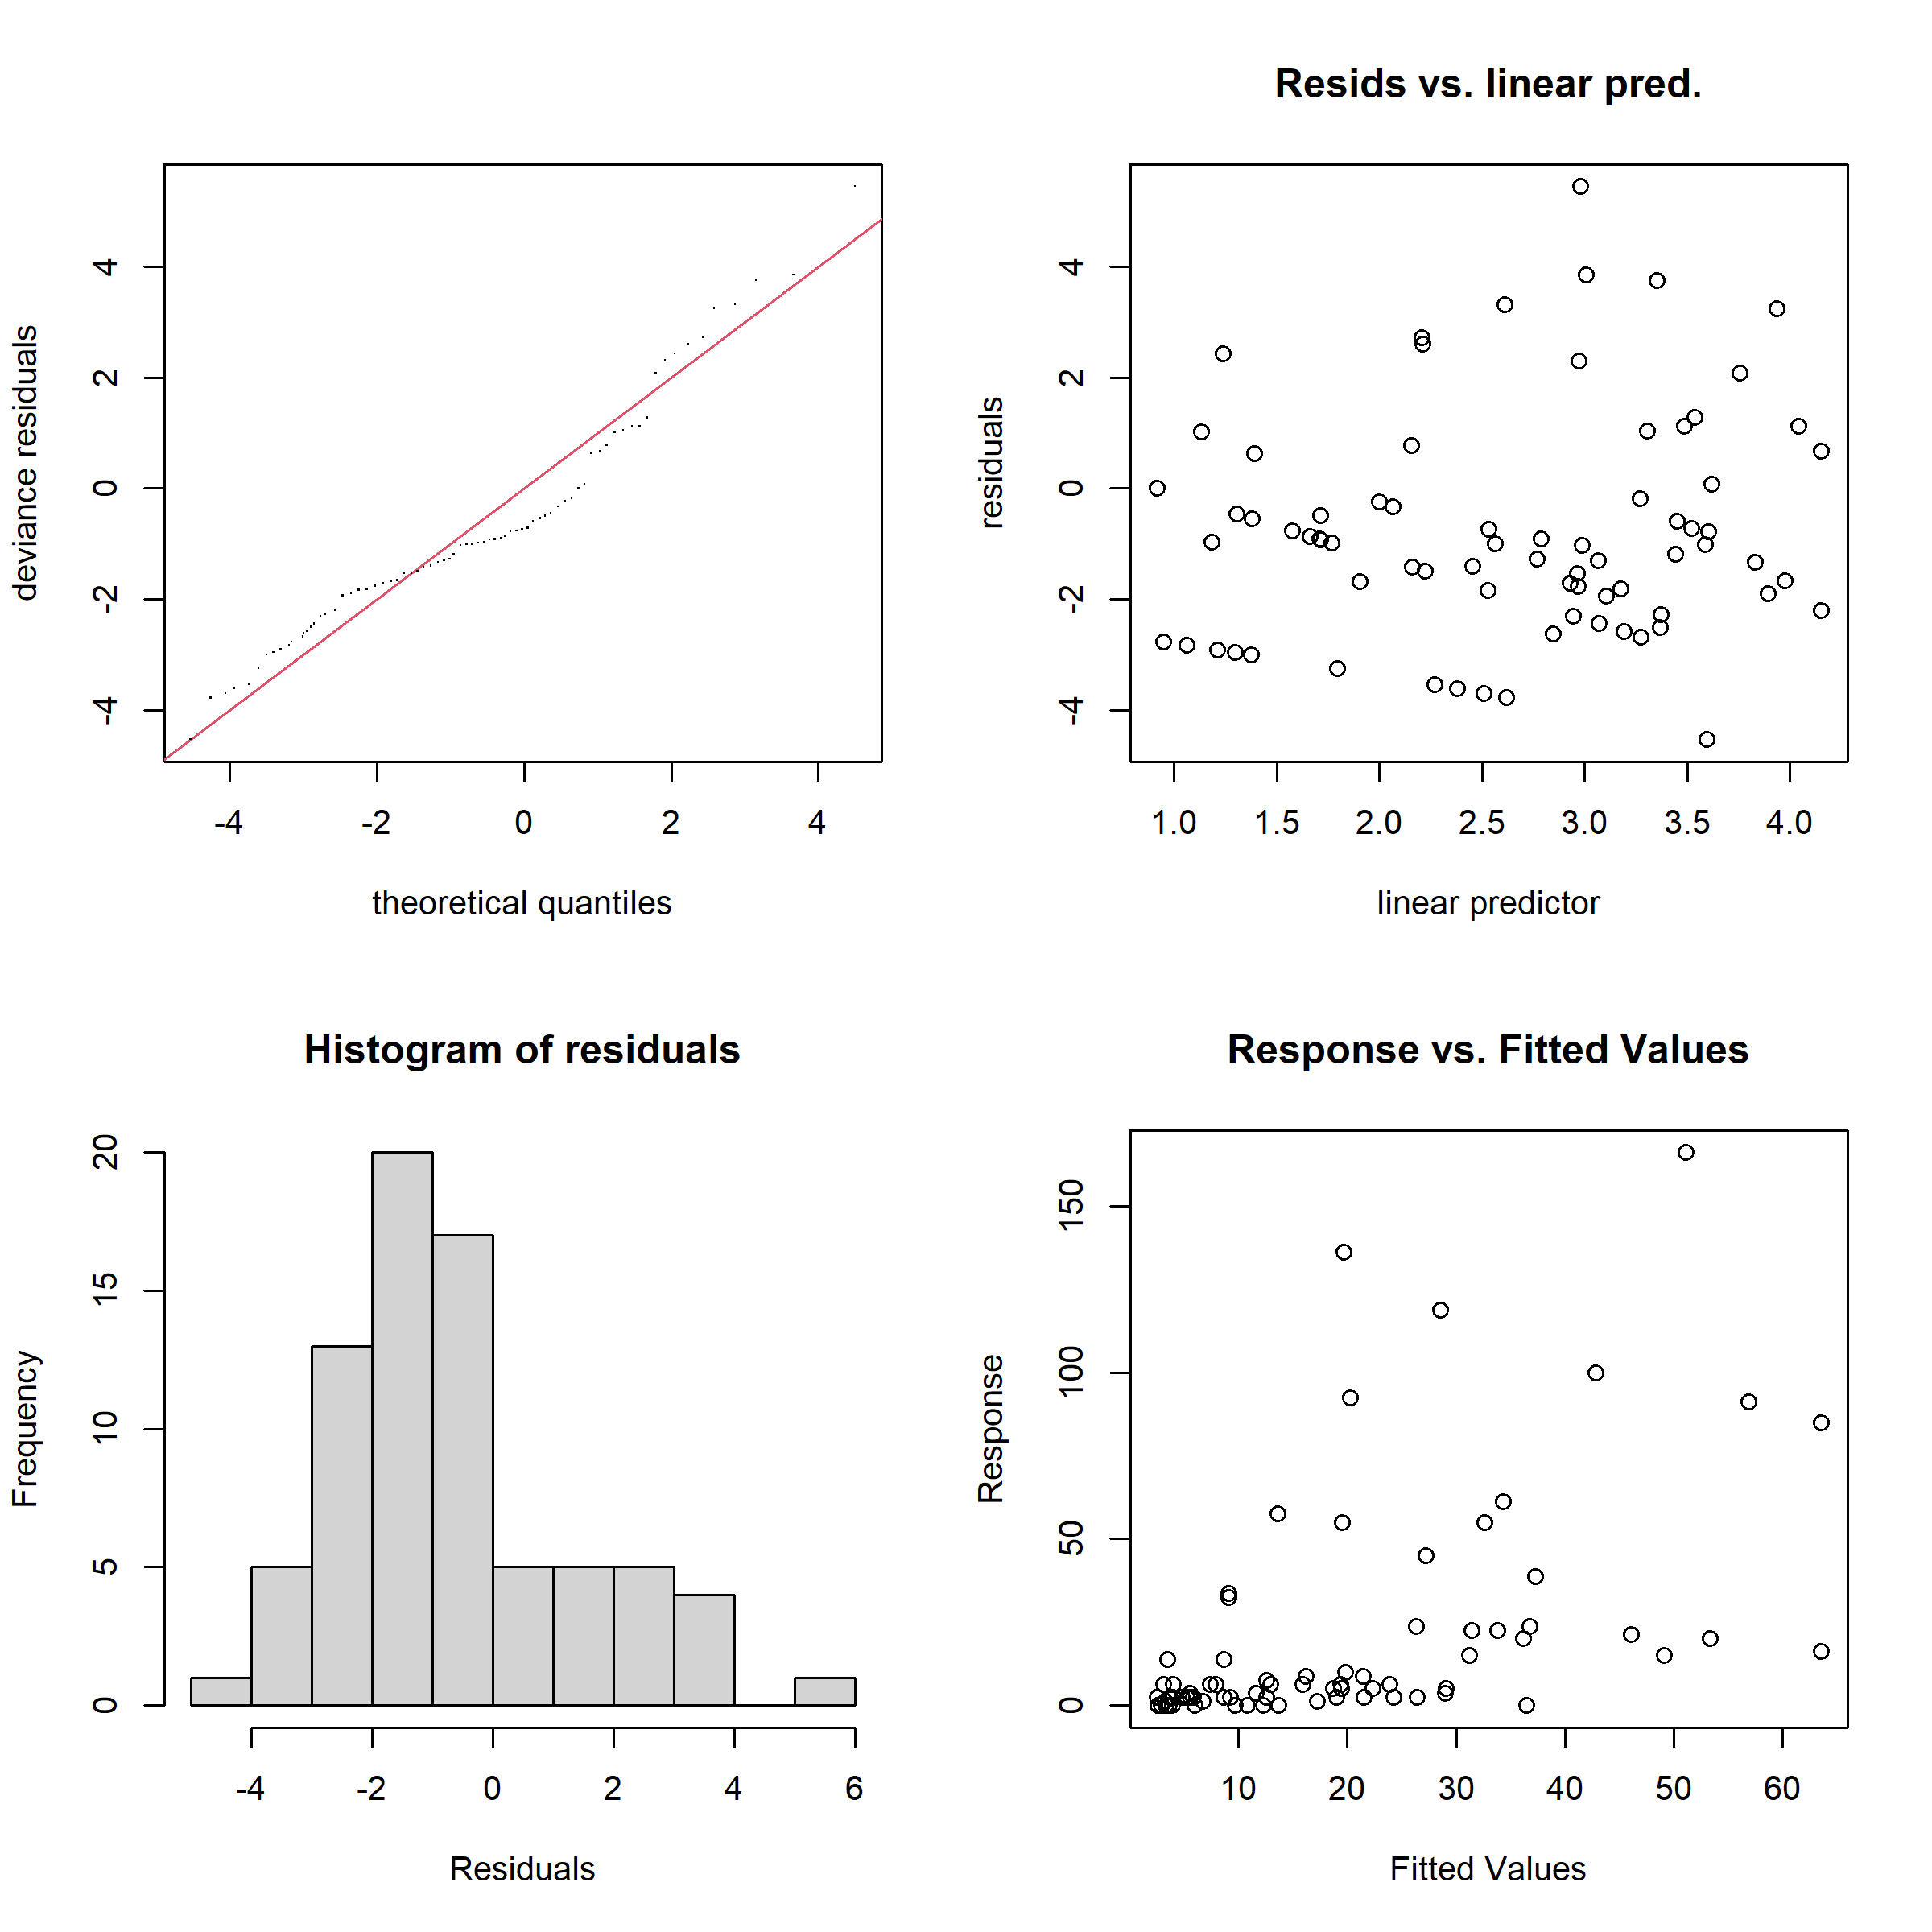 deviance residuals
4
2
0
-2
-4
-4 -2 0 2 4
theoretical quantiles
Resids vs. linear pred.
residuals
4
2
0
-2
-4
1.0 1.5 2.0 2.5 3.0 3.5 4.0
linear predictor
Histogram of residuals
Frequency
20
15
10
5
0
-4 -2 0 2 4 6
Residuals
Response vs. Fitted Values
Response
150
100
50
0
10 20 30 40 50 60
Fitted Values